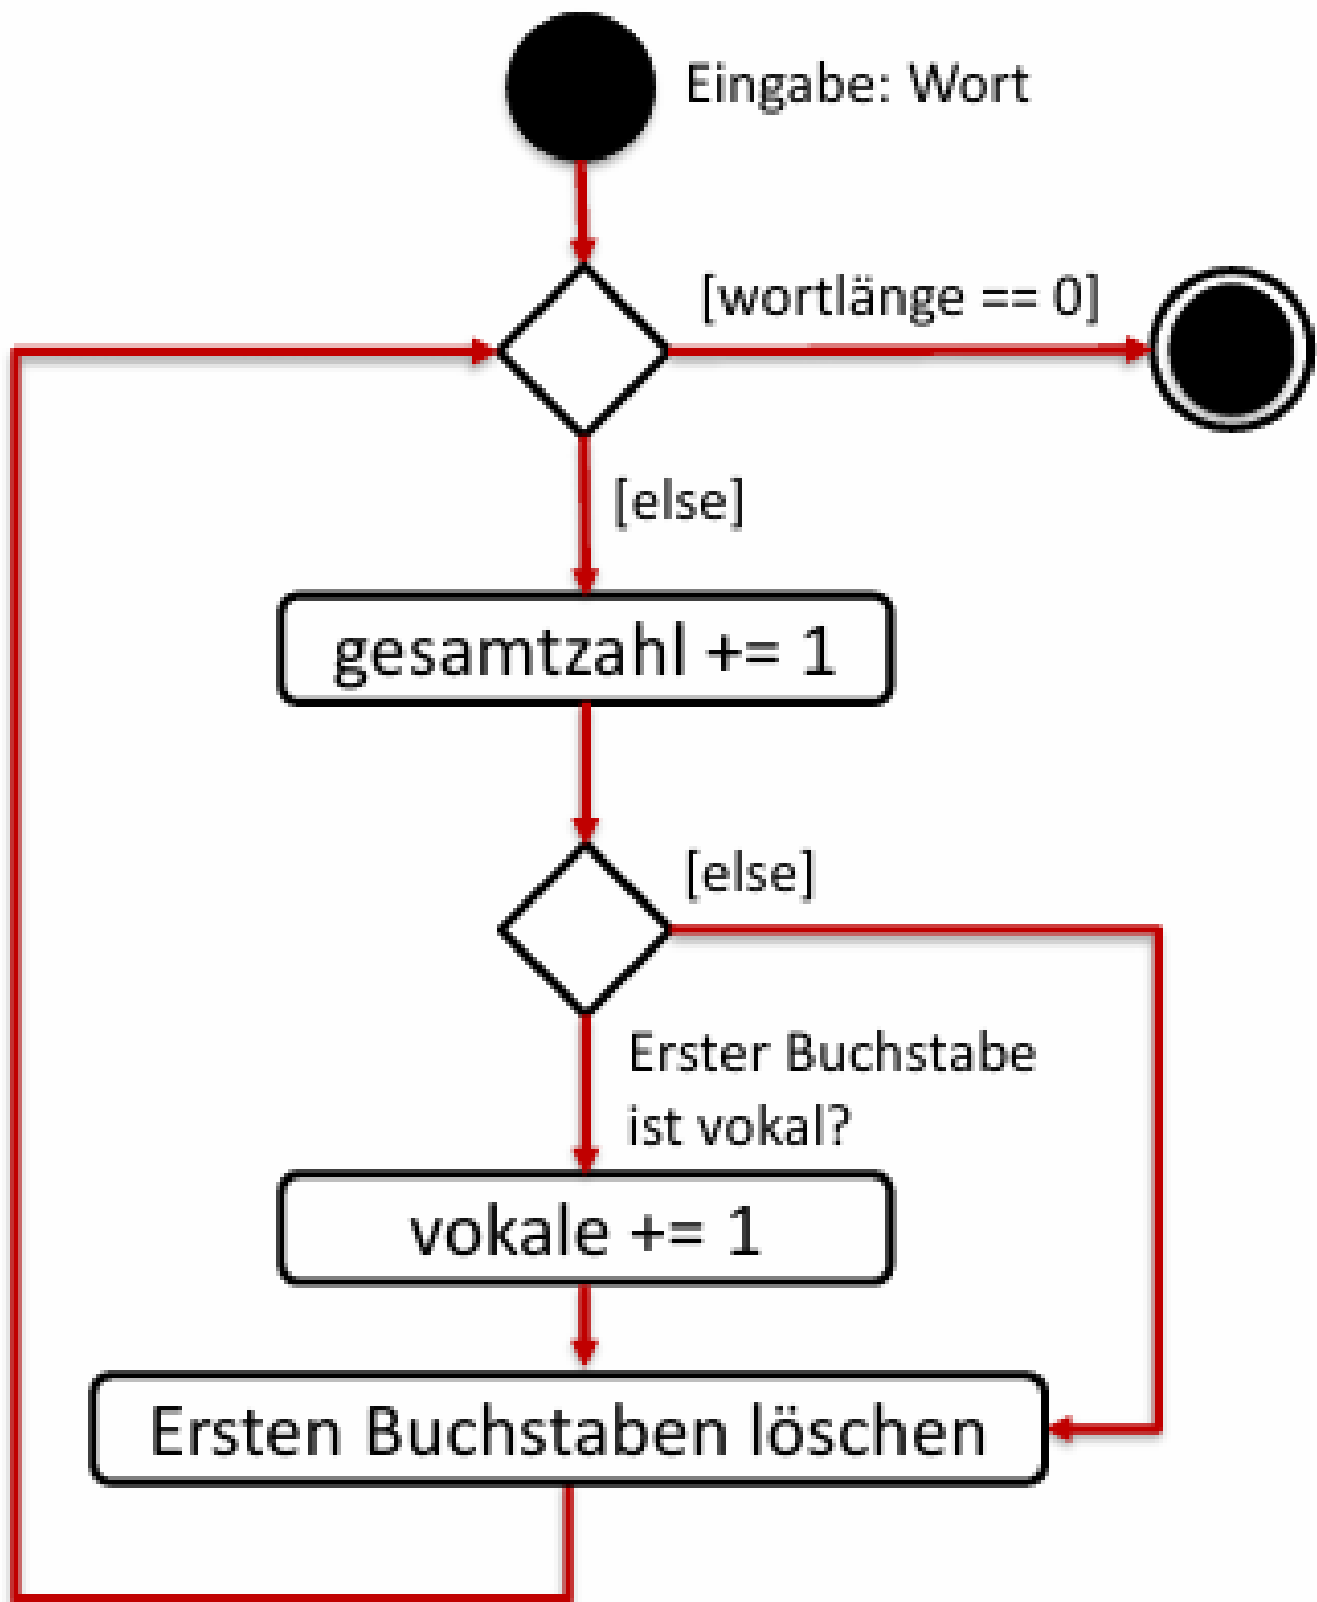 Eingabe: Wort
[wortlänge == 0]
[else]
gesamtzahl += 1
[else]
Erster Buchstabe
ist vokal?
vokale += 1
Ersten Buchstaben löschen